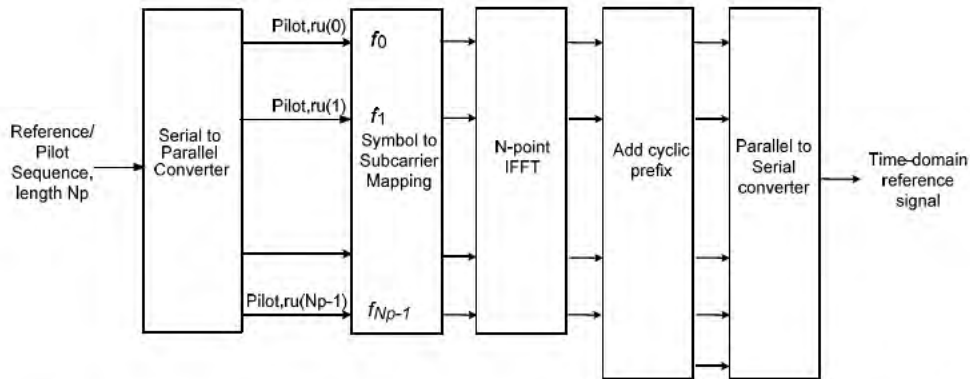 Reference/
Pilot
Sequence,
length Np
Serial to
Parallel
Converter
Pilot,ru(0)
Pilot,ru(1)
Pilot,ru(Np-1)
f0
f1
Symbol to
Subcarrier
Mapping
fNp-1
N-point
IFFT
Add cyclic
prefix
Parallel to
Serial
converter
Time-domain
reference
signal